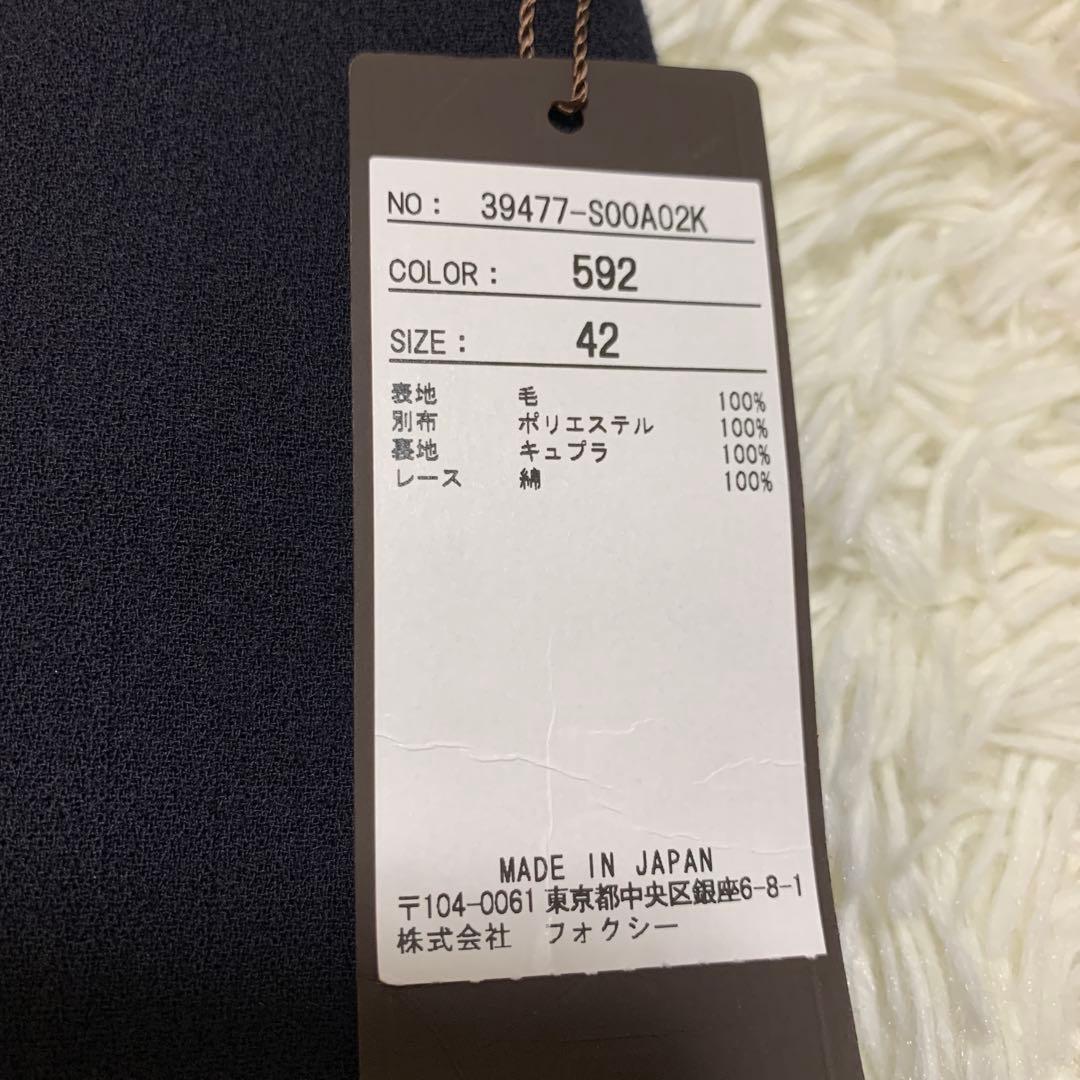 NO： 39477-S00A02K
COLOR： 592
SIZE： 42
表地 毛 100%
別布 ポリエステル 100%
裏地 キュプラ 100%
レース 綿 100%
MADE IN JAPAN
〒104-0061 東京都中央区銀座6-8-1
株式会社 フォクシー